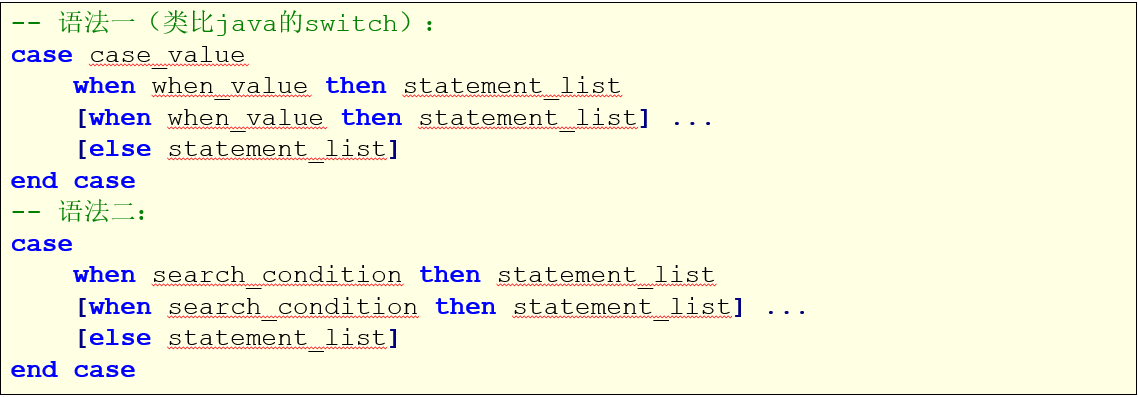 -- 语法一（类比java的switch）：
case case_value
    when when_value then statement_list
    [when when_value then statement_list] ...
    [else statement_list]
end case
-- 语法二：
case
    when search_condition then statement_list
    [when search_condition then statement_list] ...
    [else statement_list]
end case